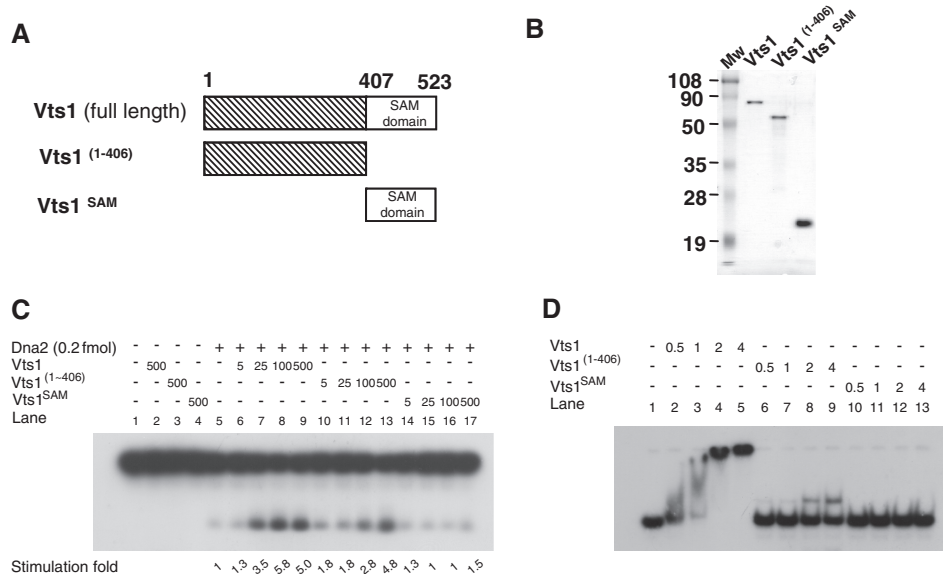 A
1 407 523
Vts1 (full length) SAM domain
Vts1 (1-406)
Vts1 SAM SAM domain
B
Mw Vts1 Vts1 (1-406) Vts1 SAM
108
90
50
35
28
19
C
Dna2 (0.2 fmol) - - - - + + + + + + + + + + + + +
Vts1 - 500 - - - 5 25 100 500 - - - - - - - -
Vts1 (1~406) - - 500 - - - - - - 5 25 100 500 - - - -
Vts1 SAM - - - 500 - - - - - - - - - 5 25 100 500
Lane 1 2 3 4 5 6 7 8 9 10 11 12 13 14 15 16 17
Stimulation fold 1 1.3 3.5 5.8 5.0 1.8 1.8 2.8 4.8 1.3 1 1 1.5
D
Vts1 - 0.5 1 2 4 - - - - - - - -
Vts1 (1-406) - - - - - 0.5 1 2 4 - - - -
Vts1 SAM - - - - - - - - - 0.5 1 2 4
Lane 1 2 3 4 5 6 7 8 9 10 11 12 13